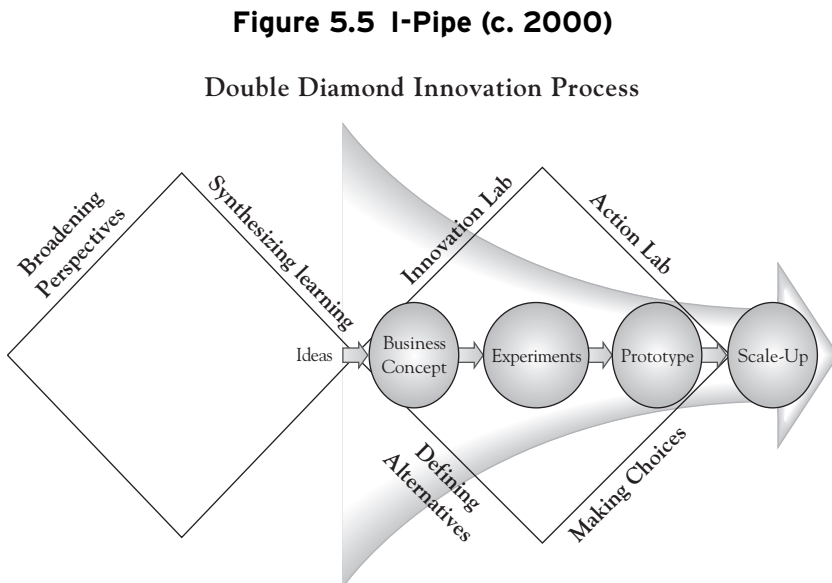 Figure 5.5 I-Pipe (c. 2000)
Double Diamond Innovation Process
Broadening
Perspectives
Synthesizing learning
Innovation Lab
Action Lab
Ideas
Business
Concept
Experiments
Prototype
Scale-Up
Defining
Alternatives
Making Choices